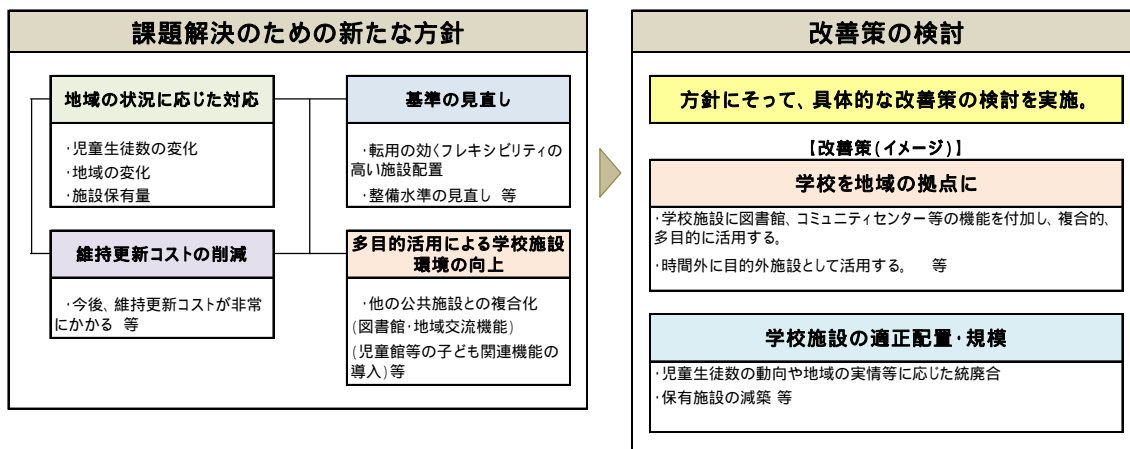 課題解決のための新たな方針
地域の状況に応じた対応
・児童生徒数の変化
・地域の変化
・施設保有量
基準の見直し
・転用の効くフレキシビリティの
高い施設配置
・整備水準の見直し 等
維持更新コストの削減
・今後、維持更新コストが非常
にかかる 等
多目的活用による学校施設
環境の向上
・他の公共施設との複合化
(図書館・地域交流機能)
(児童館等の子ども関連機能の
導入)等
改善策の検討
方針にそって、具体的な改善策の検討を実施。
【改善策(イメージ)】
学校を地域の拠点に
・学校施設に図書館、コミュニティセンター等の機能を付加し、複合的、
多目的に活用する。
・時間外に目的外施設として活用する。 等
学校施設の適正配置・規模
・児童生徒数の動向や地域の実情等に応じた統廃合
・保有施設の減築 等